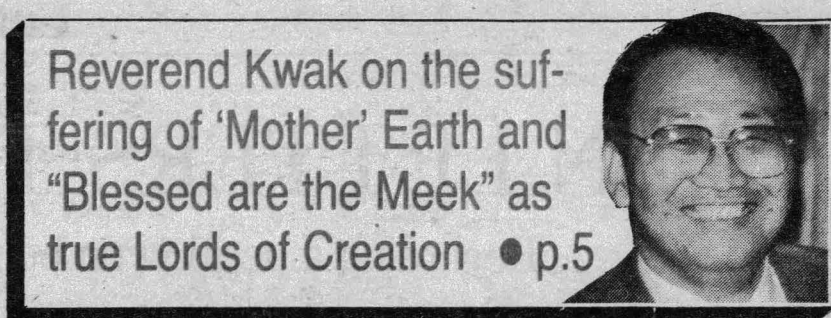 Reverend Kwak on the suf-
fering of ‘Mother’ Earth and
“Blessed are the Meek” as
true Lords of Creation ● p.5